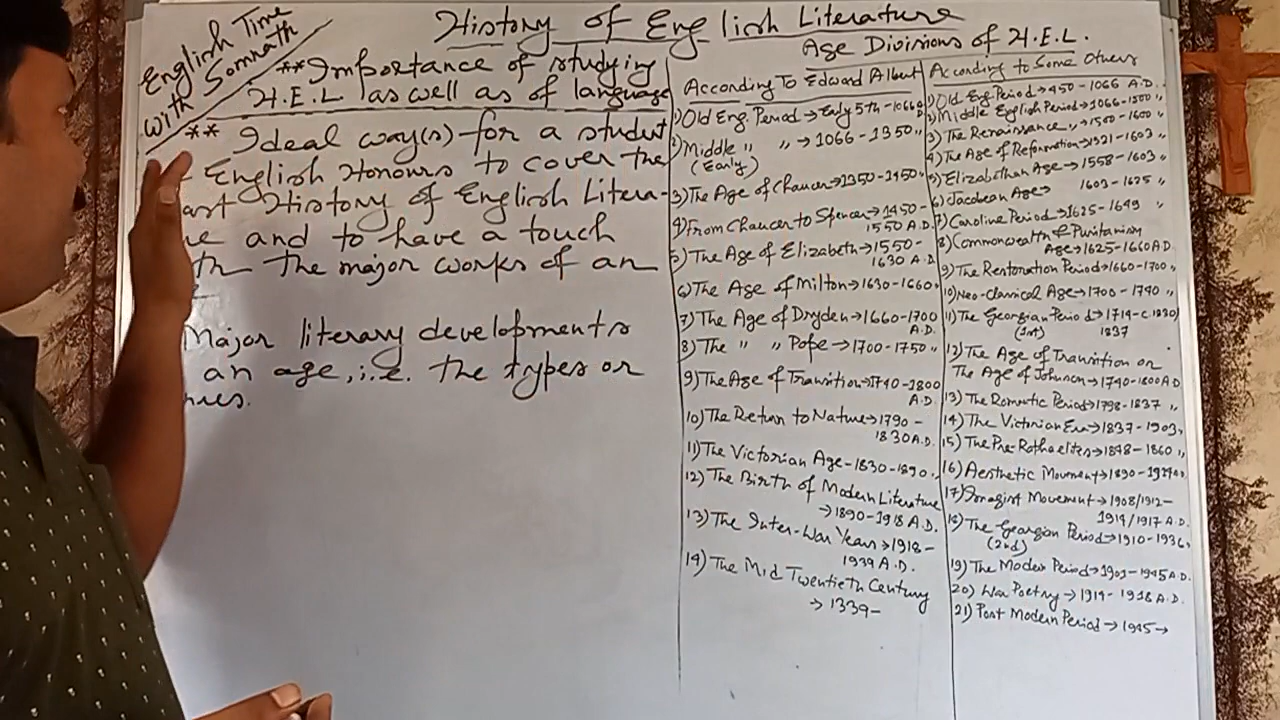 English Time
With Somnath
History of English Literature
Age Divisions of H.E.L.
**Importance of studying
H.E.L. as well as of language
** Ideal way(s) for a student
English Honours to cover the
ast History of English Litera-
e and to have a touch
th the major works of an
Major literary developments
an age, i.e. the types or
nres.
According To Edward Albert
1) Old Eng. Period → Early 5th-1066
2) Middle " " → 1066-1350 "
(Early)
3) The Age of Chaucer → 1350-1450 "
4) From Chaucer to Spencer → 1450-
1550 A.D.
5) The Age of Elizabeth → 1550-
1630 A.D
6) The Age of Milton → 1630-1660 "
7) The Age of Dryden → 1660-1700
A.D.
8) The " " Pope → 1700-1750 "
9) The Age of Transition → 1740-1800
A.D.
10) The Return to Nature → 1790-
1830 A.D.
11) The Victorian Age - 1830-1890 "
12) The Birth of Modern Literature
→ 1890-1918 A.D.
13) The Inter-War Years → 1918-
1939 A.D.
14) The Mid Twentieth Century
→ 1339-
According to Some Others
1) Old Eng Period → 450-1066 A.D.
2) Middle English Period → 1066-1500 "
3) The Renaissance → 1500-1600 "
4) The Age of Reformation → 1521-1603 "
5) Elizabethan Age → 1558-1603 "
6) Jacobean Age → 1603-1625 "
7) Caroline Period → 1625-1649 "
8) Commonwealth & Puritanism
Age → 1625-1660 A.D.
9) The Restoration Period → 1660-1700 "
10) Neo-Classical Age → 1700-1740 "
11) The Georgian Period → 1714-c.1830/
(1st) 1837
12) The Age of Transition or
The Age of Johnson → 1740-1800 A.D
13) The Romantic Period → 1798-1837 "
14) The Victorian Era → 1837-1903 "
15) The Pre-Raphaelites → 1848-1860 "
16) Aesthetic Movement → 1890-
17) Imagist Movement → 1908/1912-
1914/1917 A.D.
18) The Georgian Period → 1910-1936 "
(2nd)
19) The Modern Period → 1903-1945 A.D.
20) War Poetry → 1914-1918 A.D.
21) Post Modern Period → 1945 →